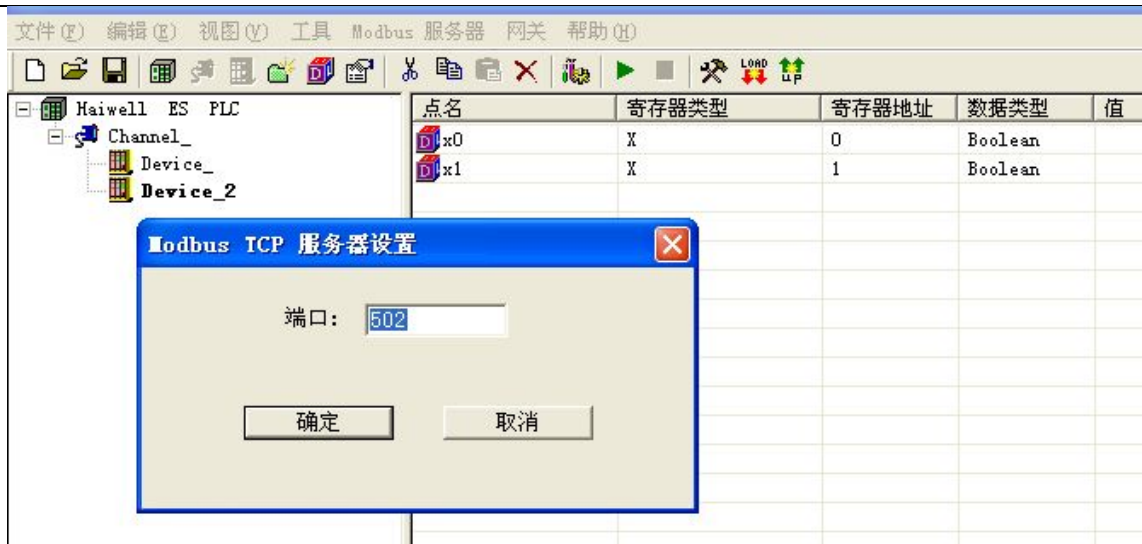 文件(F) 编辑(E) 视图(V) 工具 Modbus 服务器 网关 帮助(H)
LOAD UP
Haiwell ES PLC
Channel_
Device_
Device_2
点名 寄存器类型 寄存器地址 数据类型 值
D x0 X 0 Boolean
D x1 X 1 Boolean
Modbus TCP 服务器设置
端口: 502
确定 取消